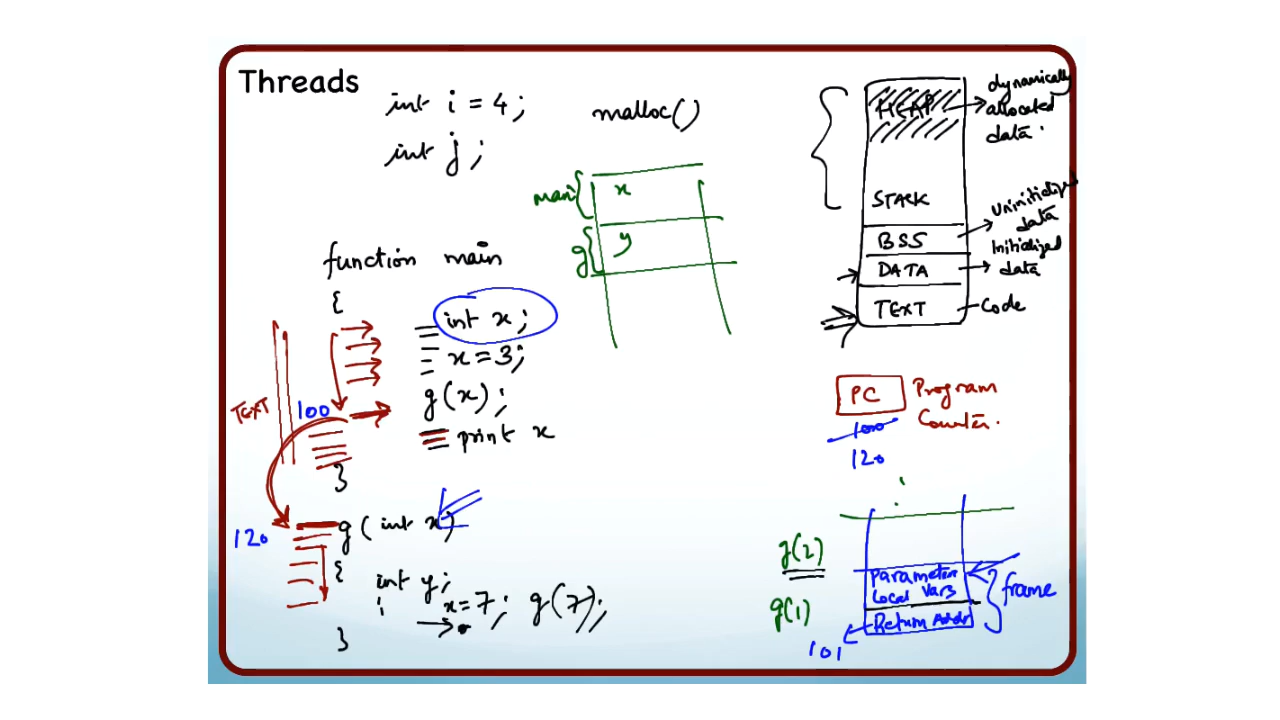 Threads
int i = 4;
int j;
malloc()
main
x
g
y
HEAP
dynamically
allocated
data.
STACK
BSS
Uninitialized
data
DATA
Initialized
data
TEXT
Code
function main
{
int x;
x = 3;
g(x);
print x
}
TEXT
100
120
g(int x)
{
int y;
x = 7; g(7);
}
PC
Program
Counter.
100
120
g(2)
g(1)
Parameters
Local Vars
Return Addr
frame
101